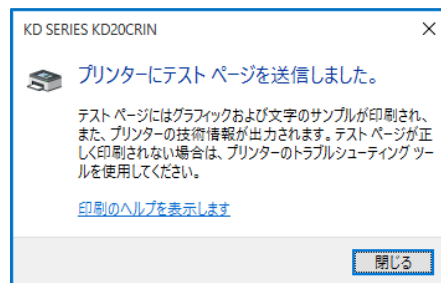 KD SERIES KD20CRIN
プリンターにテスト ページを送信しました。
テスト ページにはグラフィックおよび文字のサンプルが印刷され、
また、プリンターの技術情報が出力されます。テスト ページが正
しく印刷されない場合は、プリンターのトラブルシューティング ツー
ルを使用してください。
印刷のヘルプを表示します
閉じる